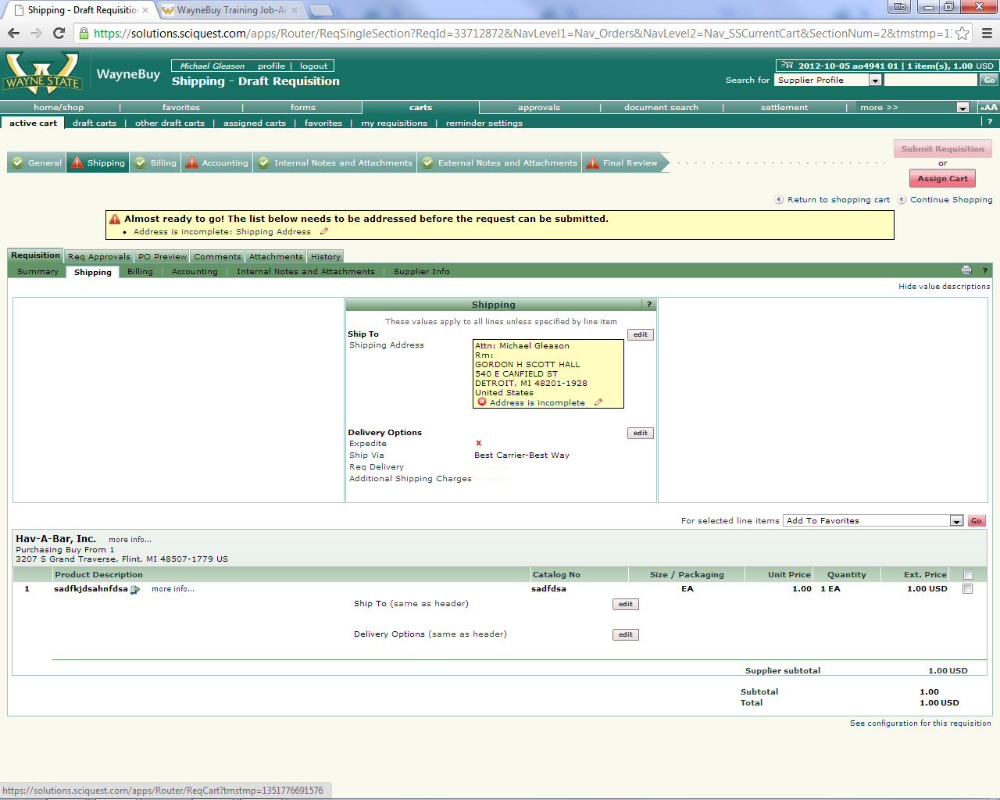 Shipping - Draft Requisition
WayneBuy Training Job-Ai
https://solutions.sciquest.com/apps/Router/ReqSingleSection?ReqId=33712872&NavLevel1=Nav_Orders&NavLevel2=Nav_SSCurrentCart&SectionNum=2&tmstmp=13
WAYNE STATE
WayneBuy
Michael Gleason profile | logout
Shipping - Draft Requisition
2012-10-05 ao4941 01 | 1 item(s), 1.00 USD
Search for Supplier Profile Go
home/shop | favorites | forms carts approvals | document search | settlement | more >> AAA
active cart draft carts | other draft carts | assigned carts | favorites | my requisitions | reminder settings | ?
Submit Requisition
General Shipping Billing Accounting Internal Notes and Attachments External Notes and Attachments Final Review
or
Assign Cart
Return to shopping cart Continue Shopping
Almost ready to go! The list below needs to be addressed before the request can be submitted.
• Address is incomplete: Shipping Address
Requisition Req Approvals PO Preview Comments Attachments History
Summary Shipping Billing | Accounting | Internal Notes and Attachments | Supplier Info ?
Hide value descriptions
Shipping ?
These values apply to all lines unless specified by line item
Ship To edit
Shipping Address Attn: Michael Gleason
Rm:
GORDON H SCOTT HALL
540 E CANFIELD ST
DETROIT, MI 48201-1928
United States
Address is incomplete
Delivery Options edit
Expedite x
Ship Via Best Carrier-Best Way
Req Delivery no value
Additional Shipping Charges no value
For selected line items Add To Favorites Go
Hav-A-Bar, Inc. more info...
Purchasing Buy From 1
3207 S Grand Traverse, Flint, MI 48507-1779 US
Product Description Catalog No Size / Packaging Unit Price Quantity Ext. Price
1 sadfkjdsahnfdsa more info... sadfdsa EA 1.00 1 EA 1.00 USD
Ship To (same as header) edit
Delivery Options (same as header) edit
Supplier subtotal 1.00 USD
Subtotal 1.00
Total 1.00 USD
See configuration for this requisition
https://solutions.sciquest.com/apps/Router/ReqCart?tmstmp=1351776691576